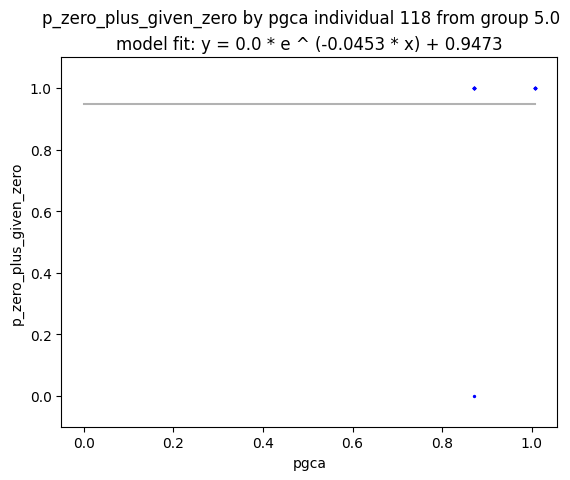 p_zero_plus_given_zero by pgca individual 118 from group 5.0
model fit: y = 0.0 * e ^ (-0.0453 * x) + 0.9473
1.0
0.8
0.6
0.4
0.2
0.0
p_zero_plus_given_zero
0.0 0.2 0.4 0.6 0.8 1.0
pgca